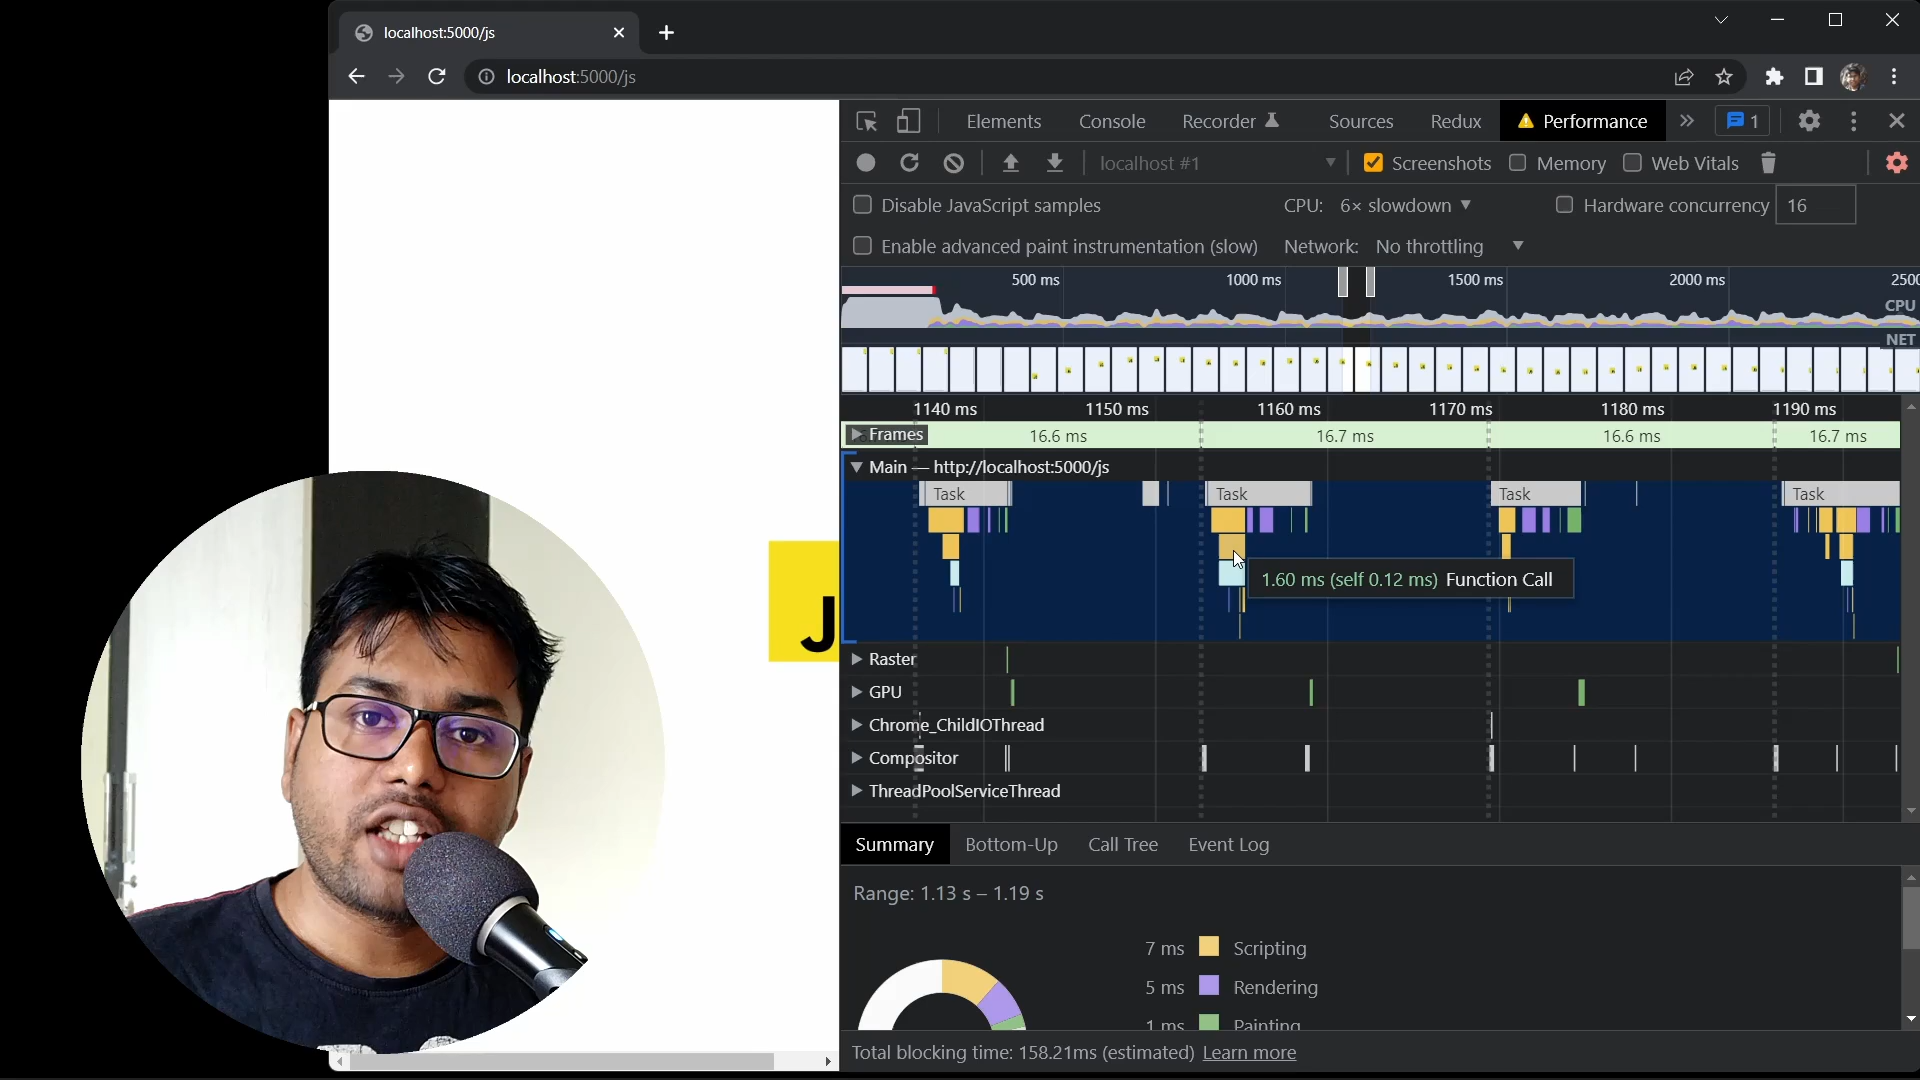 localhost:5000/js
localhost:5000/js
Elements Console Recorder Sources Redux Performance 1
localhost #1 Screenshots Memory Web Vitals
Disable JavaScript samples CPU: 6× slowdown Hardware concurrency 16
Enable advanced paint instrumentation (slow) Network: No throttling
500 ms 1000 ms 1500 ms 2000 ms 2500
CPU
NET
1140 ms 1150 ms 1160 ms 1170 ms 1180 ms 1190 ms
Frames 16.6 ms 16.7 ms 16.6 ms 16.7 ms
Main — http://localhost:5000/js
Task Task Task Task
1.60 ms (self 0.12 ms) Function Call
J
Raster
GPU
Chrome_ChildIOThread
Compositor
ThreadPoolServiceThread
Summary Bottom-Up Call Tree Event Log
Range: 1.13 s – 1.19 s
7 ms Scripting
5 ms Rendering
1 ms Painting
Total blocking time: 158.21ms (estimated) Learn more